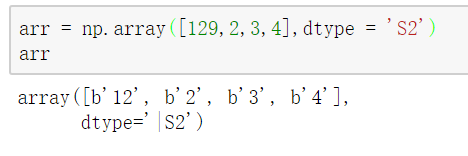 arr = np.array([129,2,3,4],dtype = 'S2')
arr
array([b'12', b'2', b'3', b'4'],
dtype='|S2')